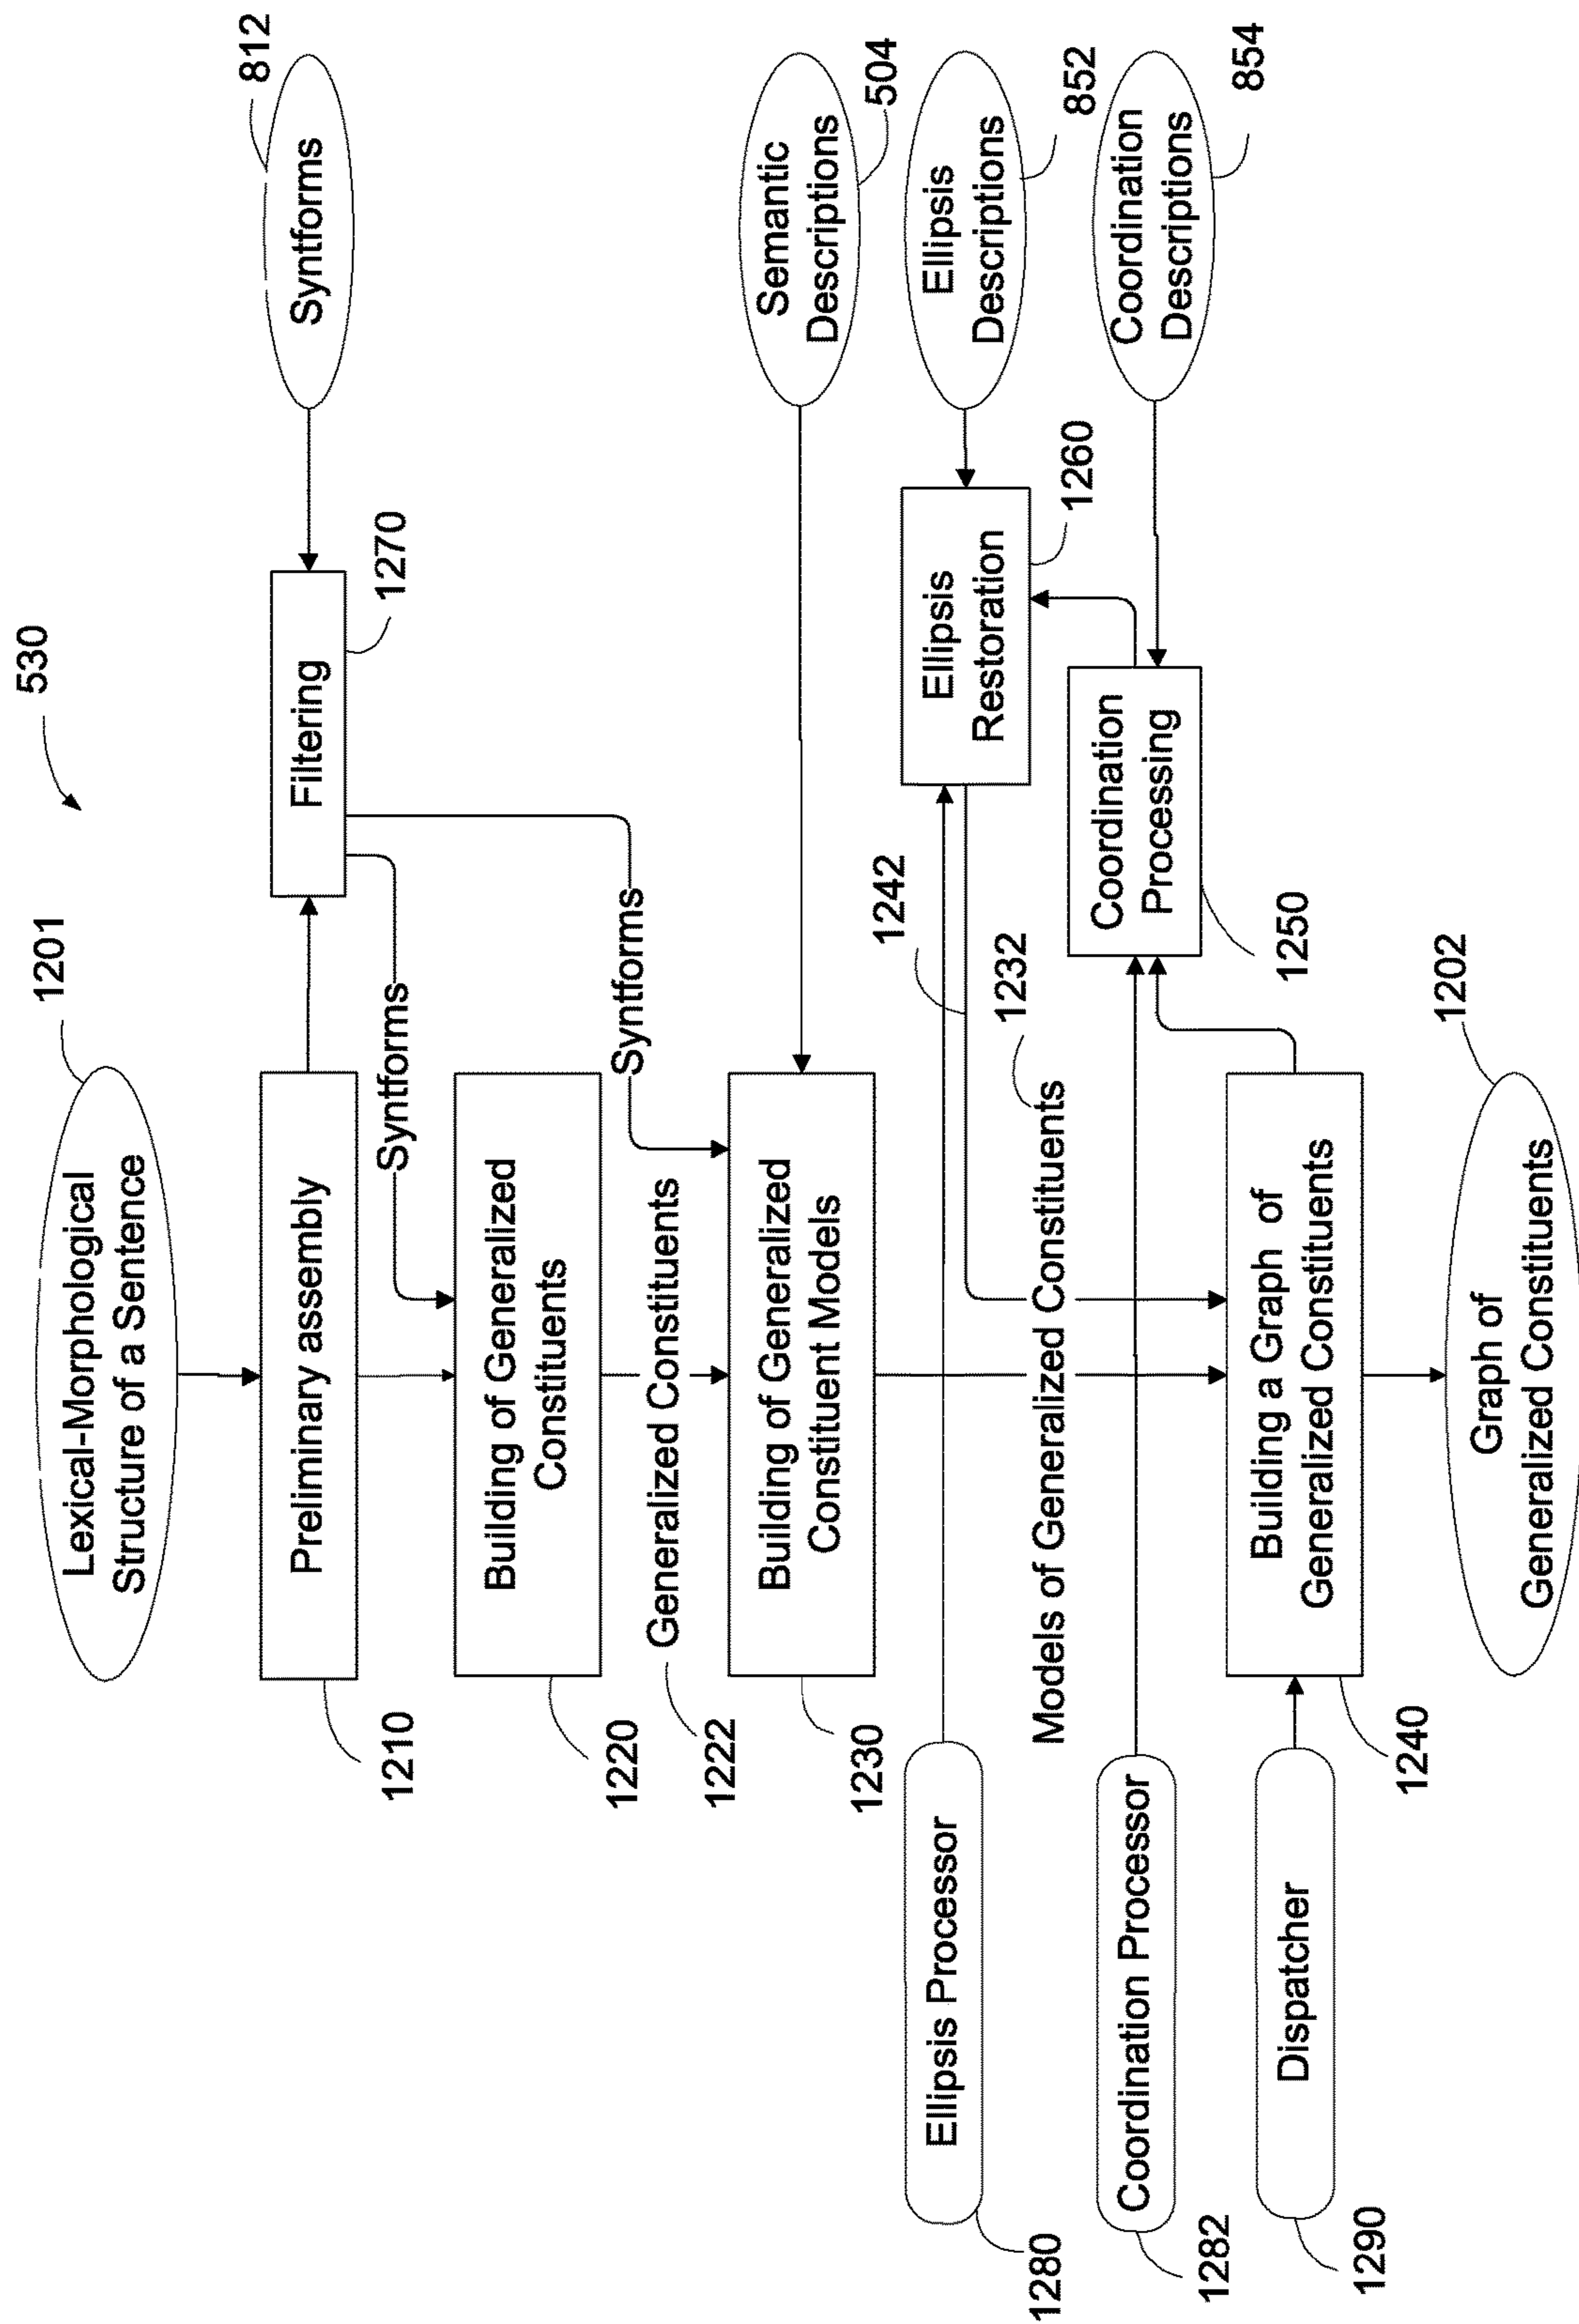 530
1201
Lexical-Morphological
Structure of a Sentence
812
Preliminary assembly
Filtering
Syntforms
1210
Syntforms
1270
Building of Generalized
Constituents
1220
Syntforms
Generalized Constituents
1222
Building of Generalized
Constituent Models
Semantic
Descriptions
1230
504
1242
Ellipsis Processor
Ellipsis
Restoration
Ellipsis
Descriptions
1232
1280
Models of Generalized Constituents
1260
852
Coordination Processor
Coordination
Processing
Coordination
Descriptions
1282
1250
854
Dispatcher
Building a Graph of
Generalized Constituents
1290
1240
1202
Graph of
Generalized Constituents